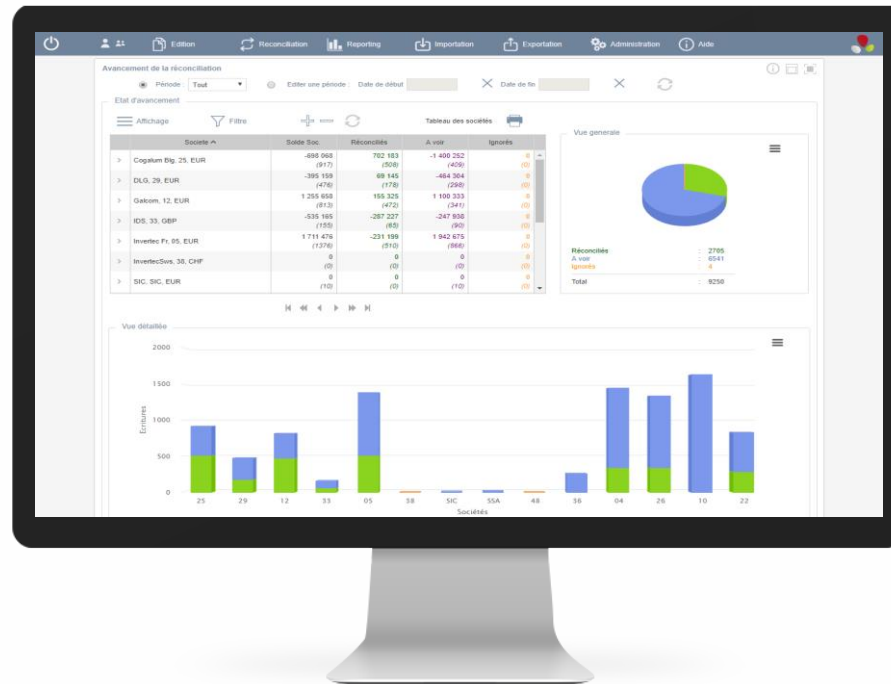 Edition Reconciliation Reporting Importation Exportation Administration Aide
Avancement de la réconciliation
Période : Tout Editer une période : Date de début Date de fin
Etat d'avancement
Affichage Filtre Tableau des sociétés
Societe Solde Soc. Réconciliés A voir Ignorés
Cogalum Blg, 25, EUR -698 068 702 183 -1 400 252 0
(917) (508) (409) (0)
DLG, 29, EUR -395 159 69 145 -464 304 0
(476) (178) (298) (0)
Galcom, 12, EUR 1 255 658 155 325 1 100 333 0
(813) (472) (341) (0)
IDS, 33, GBP -535 165 -287 227 -247 938 0
(155) (65) (90) (0)
Invertec Fr, 05, EUR 1 711 476 -231 199 1 942 675 0
(1376) (510) (866) (0)
InvertecSws, 38, CHF 0 0 0 0
(0) (0) (0) (0)
SIC, SIC, EUR 0 0 0 0
(10) (0) (10) (0)
Vue generale
Réconciliés : 2705
A voir : 6541
Ignorés : 4
Total : 9250
Vue détaillée
2000
1500
1000
500
0
Ecritures
25 29 12 33 05 38 SIC SSA 48 36 04 26 10 22
Sociétés